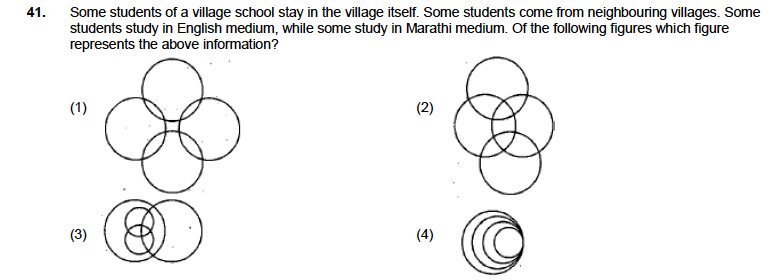 41. Some students of a village school stay in the village itself. Some students come from neighbouring villages. Some
students study in English medium, while some study in Marathi medium. Of the following figures which figure
represents the above information?
(1) (2)
(3) (4)